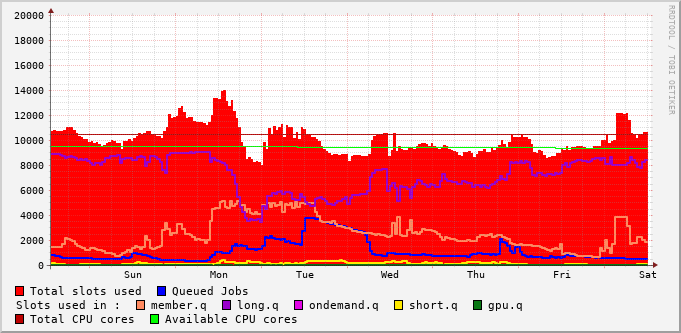 20000
18000
16000
14000
12000
10000
8000
6000
4000
2000
0
Sun Mon Tue Wed Thu Fri Sat
Total slots used Queued Jobs
Slots used in : member.q long.q ondemand.q short.q gpu.q
Total CPU cores Available CPU cores
RRDTOOL / TOBI OETIKER